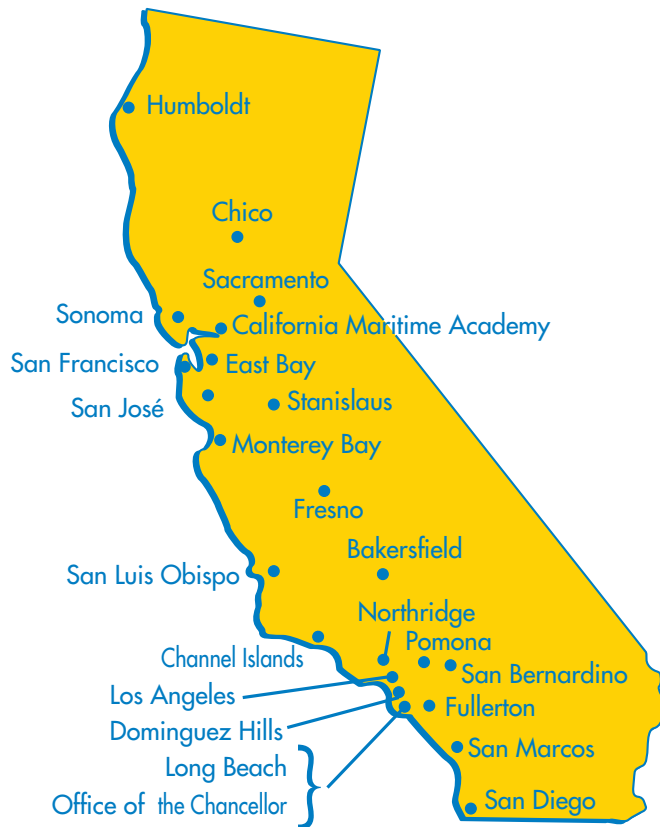 Humboldt
Chico
Sacramento
Sonoma
California Maritime Academy
San Francisco
East Bay
San José
Stanislaus
Monterey Bay
Fresno
Bakersfield
San Luis Obispo
Northridge
Pomona
Channel Islands
San Bernardino
Los Angeles
Fullerton
Dominguez Hills
San Marcos
Long Beach
Office of the Chancellor
San Diego